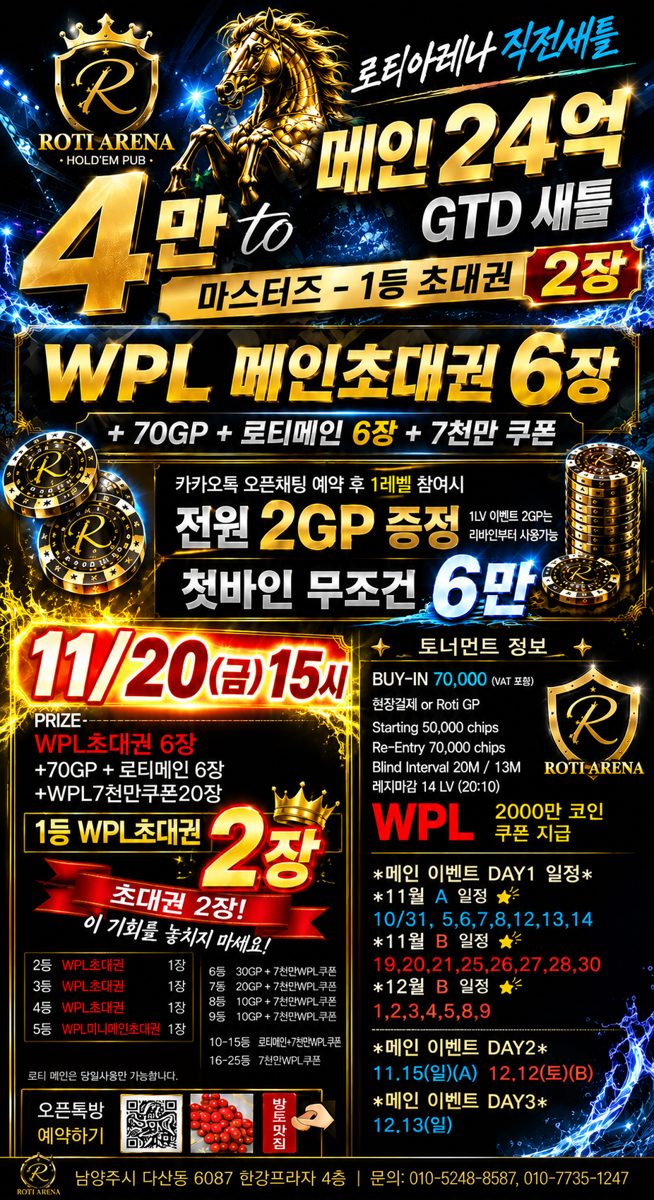 R
ROTI ARENA
· HOLD'EM PUB ·
로티아레나 직전새틀
메인 24억
GTD 새틀
4만 to
마스터즈 - 1등 초대권 2장
WPL 메인초대권 6장
+ 70GP + 로티메인 6장 + 7천만 쿠폰
카카오톡 오픈채팅 예약 후 1레벨 참여시
전원 2GP 증정
1LV 이벤트 2GP는
리바인부터 사용가능
첫바인 무조건 6만
11/20(금)15시
PRIZE-
WPL초대권 6장
+70GP + 로티메인 6장
+WPL7천만쿠폰20장
1등 WPL초대권 2장
초대권 2장!
이 기회를 놓치지 마세요!
2등 WPL초대권 1장
3등 WPL초대권 1장
4등 WPL초대권 1장
5등 WPL미니메인초대권 1장
6등 30GP + 7천만WPL쿠폰
7등 20GP + 7천만WPL쿠폰
8등 10GP + 7천만WPL쿠폰
9등 10GP + 7천만WPL쿠폰
10-15등 로티메인+7천만WPL쿠폰
16-25등 7천만WPL쿠폰
로티 메인은 당일사용만 가능합니다.
오픈톡방
예약하기
방토맛집
토너먼트 정보
BUY-IN 70,000 (VAT 포함)
현장결제 or Roti GP
Starting 50,000 chips
Re-Entry 70,000 chips
Blind Interval 20M / 13M
레지마감 14 LV (20:10)
R
ROTI ARENA
WPL 2000만 코인
쿠폰 지급
*메인 이벤트 DAY1 일정*
*11월 A 일정
10/31, 5,6,7,8,12,13,14
*11월 B 일정
19,20,21,25,26,27,28,30
*12월 B 일정
1,2,3,4,5,8,9
*메인 이벤트 DAY2*
11.15(일)(A) 12.12(토)(B)
*메인 이벤트 DAY3*
12.13(일)
R
ROTI ARENA
남양주시 다산동 6087 한강프라자 4층 | 문의: 010-5248-8587, 010-7735-1247